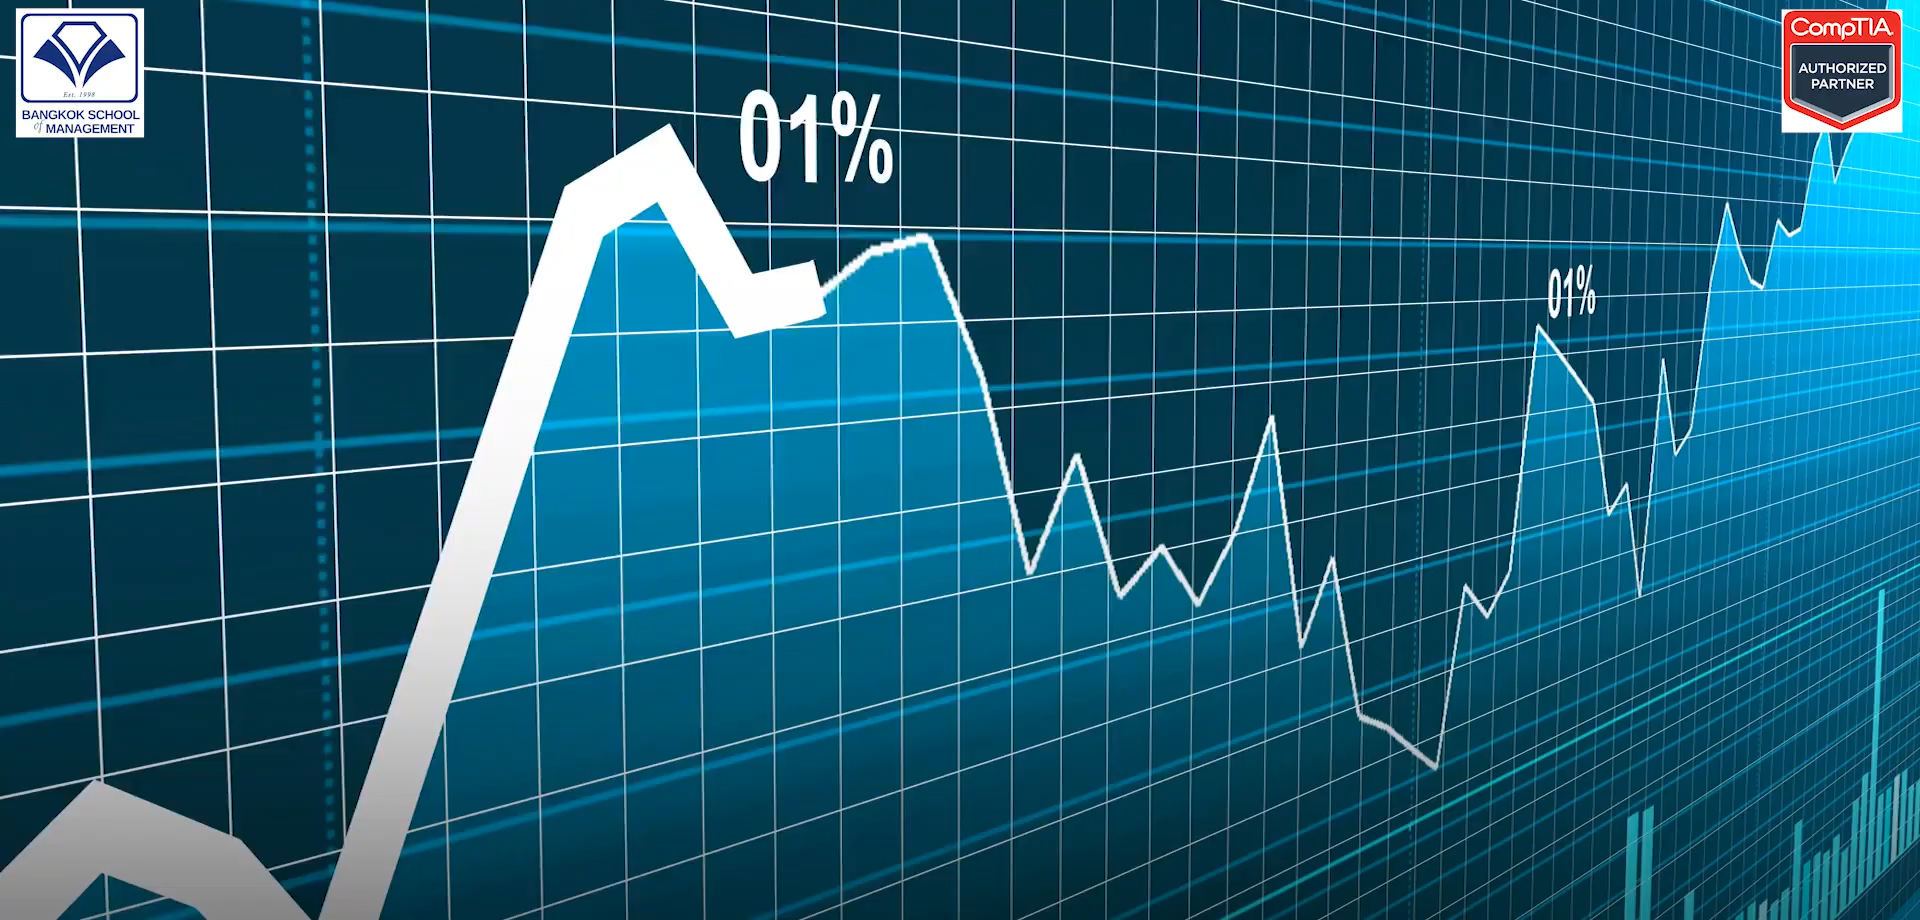 Est. 1998
BANGKOK SCHOOL
of MANAGEMENT
CompTIA.
AUTHORIZED
PARTNER
01%
01%